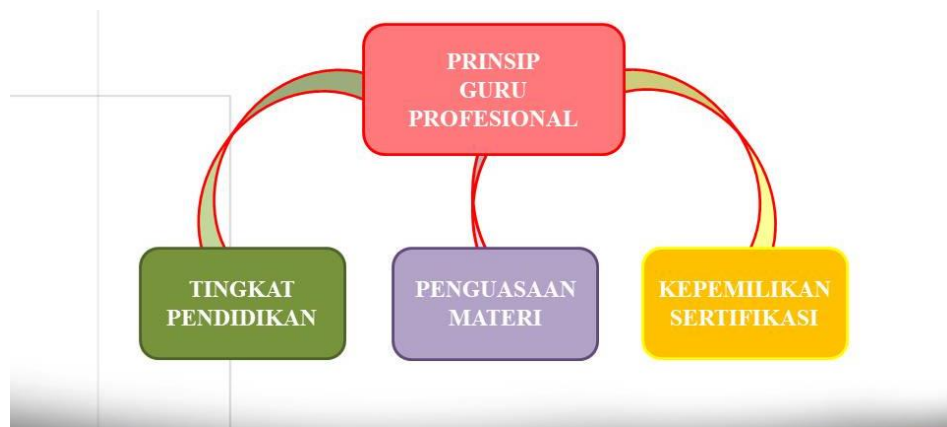 PRINSIP
GURU
PROFESIONAL
TINGKAT
PENDIDIKAN
PENGUASAAN
MATERI
KEPEMILIKAN
SERTIFIKASI